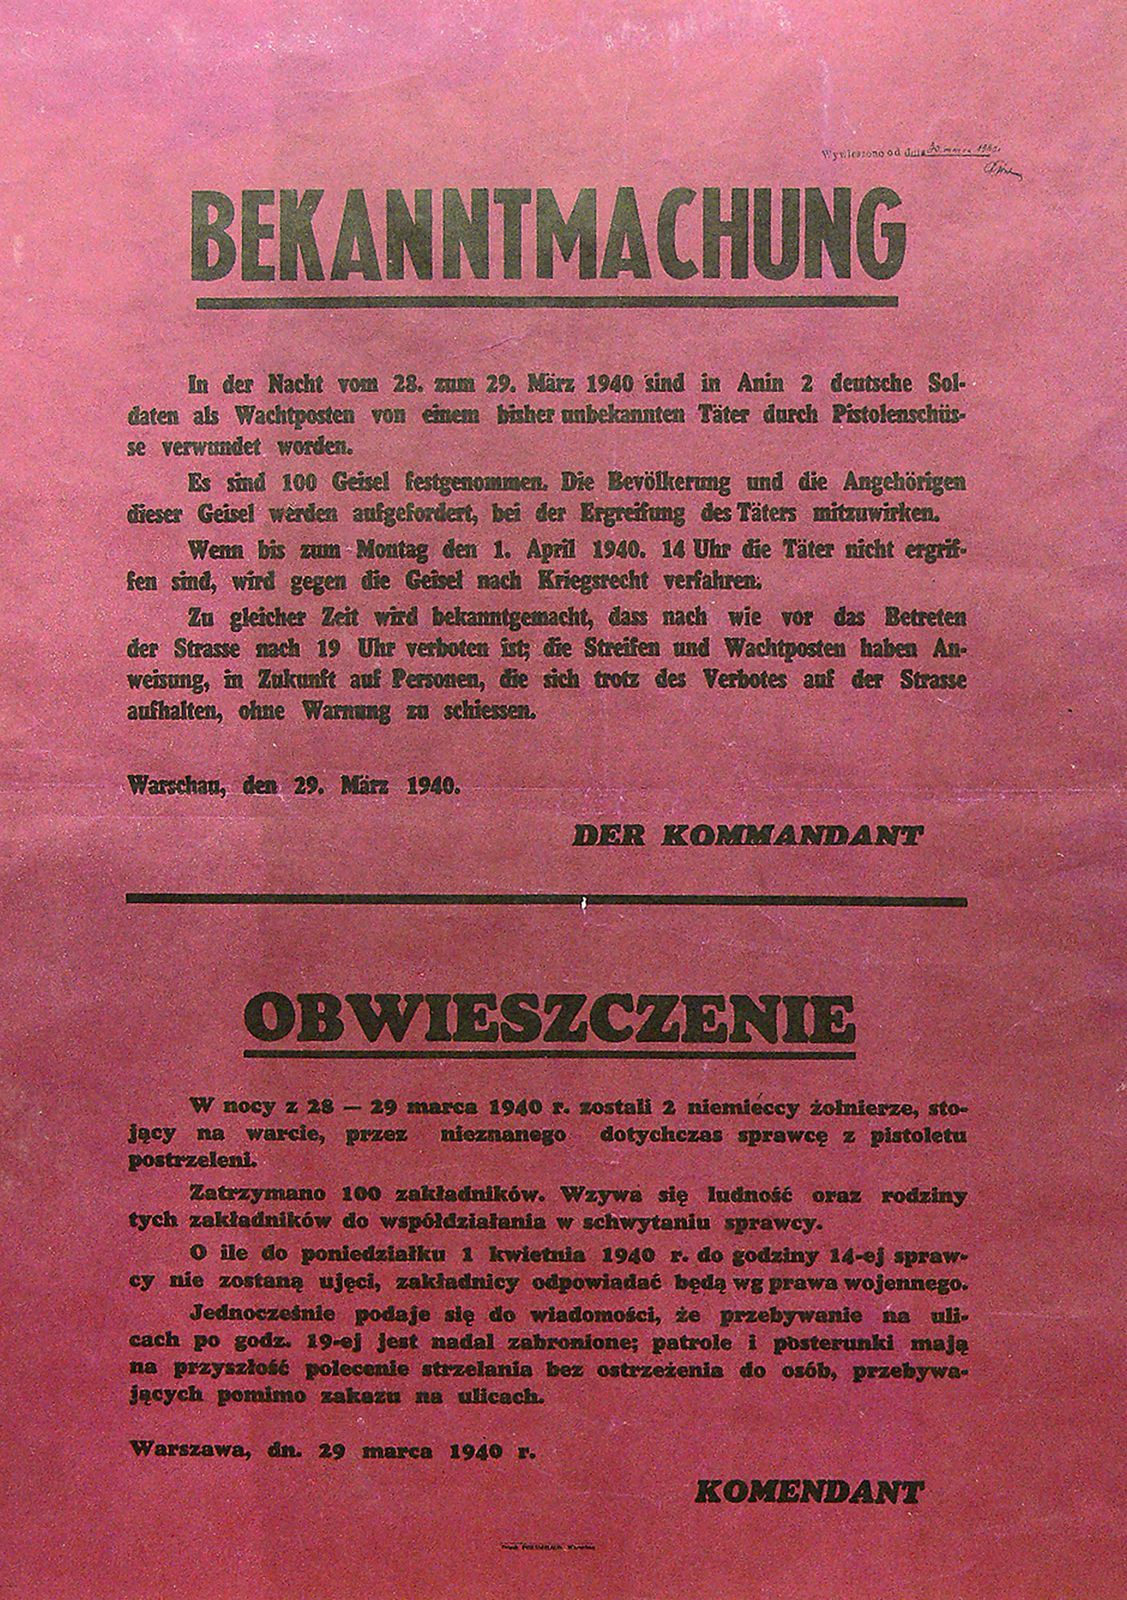 Wywieszono od dnia 30 marca 1940.
BEKANNTMACHUNG
In der Nacht vom 28. zum 29. März 1940 sind in Anin 2 deutsche Sol-
daten als Wachtposten von einem bisher unbekannten Täter durch Pistolenschüs-
se verwundet worden.
Es sind 100 Geisel festgenommen. Die Bevölkerung und die Angehörigen
dieser Geisel werden aufgefordert, bei der Ergreifung des Täters mitzuwirken.
Wenn bis zum Montag den 1. April 1940. 14 Uhr die Täter nicht ergrif-
fen sind, wird gegen die Geisel nach Kriegsrecht verfahren.
Zu gleicher Zeit wird bekanntgemacht, dass nach wie vor das Betreten
der Strasse nach 19 Uhr verboten ist; die Streifen und Wachtposten haben An-
weisung, in Zukunft auf Personen, die sich trotz des Verbotes auf der Strasse
aufhalten, ohne Warnung zu schiessen.
Warschau, den 29. März 1940.
DER KOMMANDANT
OBWIESZCZENIE
W nocy z 28 — 29 marca 1940 r. zostali 2 niemieccy żołnierze, sto-
jący na warcie, przez nieznanego dotychczas sprawcę z pistoletu
postrzeleni.
Zatrzymano 100 zakładników. Wzywa się ludność oraz rodziny
tych zakładników do współdziałania w schwytaniu sprawcy.
O ile do poniedziałku 1 kwietnia 1940 r. do godziny 14-ej spraw-
cy nie zostaną ujęci, zakładnicy odpowiadać będą wg prawa wojennego.
Jednocześnie podaje się do wiadomości, że przebywanie na uli-
cach po godz. 19-ej jest nadal zabronione; patrole i posterunki mają
na przyszłość polecenie strzelania bez ostrzeżenia do osób, przebywa-
jących pomimo zakazu na ulicach.
Warszawa, dn. 29 marca 1940 r.
KOMENDANT